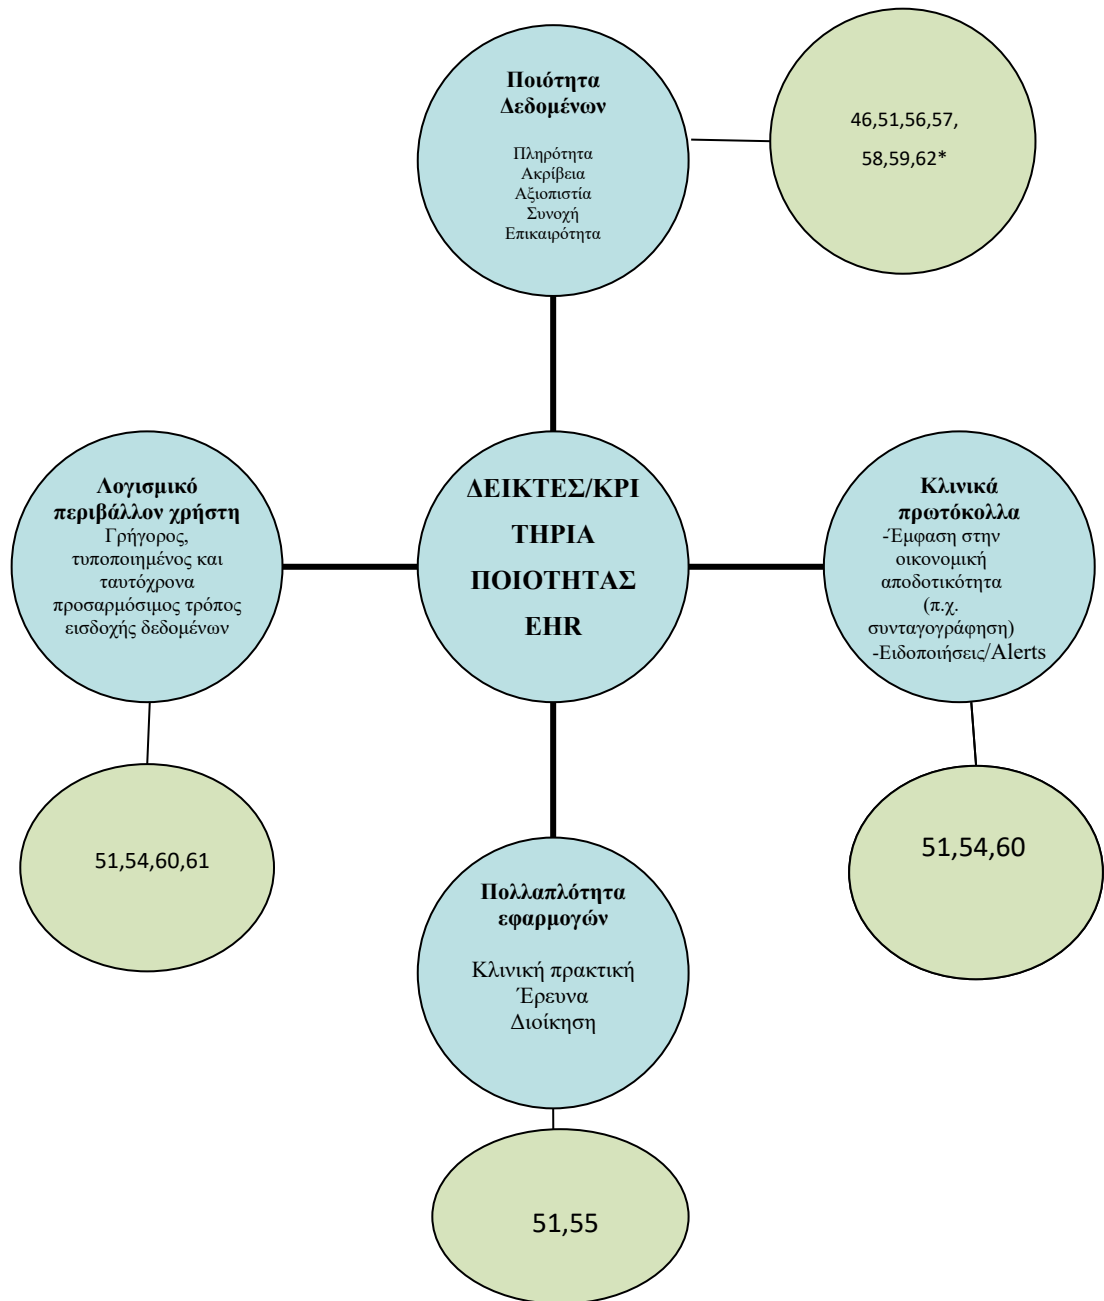 Ποιότητα
Δεδομένων
Πληρότητα
Ακρίβεια
Αξιοπιστία
Συνοχή
Επικαιρότητα
46,51,56,57,
58,59,62*
Λογισμικό
περιβάλλον χρήστη
Γρήγορος,
τυποποιημένος και
ταυτόχρονα
προσαρμόσιμος τρόπος
εισδοχής δεδομένων
ΔΕΙΚΤΕΣ/ΚΡΙ
ΤΗΡΙΑ
ΠΟΙΟΤΗΤΑΣ
EHR
Κλινικά
πρωτόκολλα
-Έμφαση στην
οικονομική
αποδοτικότητα
(π.χ.
συνταγογράφηση)
-Ειδοποιήσεις/Alerts
51,54,60,61
51,54,60
Πολλαπλότητα
εφαρμογών
Κλινική πρακτική
Έρευνα
Διοίκηση
51,55